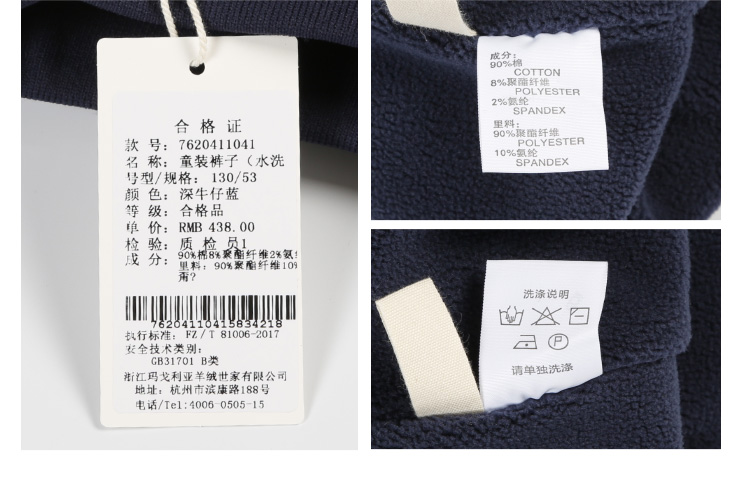 合格证
款 号：7620411041
名 称：童装裤子（水洗
号型/规格：130/53
颜 色：深牛仔蓝
等 级：合格品
单 价：RMB 438.00
检 验：质 检 员1
成 分：90%棉8%聚酯纤维2%氨
里料：90%聚酯纤维10%
76204110415834218
执行标准：FZ/T 81006-2017
安全技术类别：
GB31701 B类
浙江玛戈利亚羊绒世家有限公司
地址：杭州市滨康路188号
电话/Tel:4006-0505-15
成分：
90%棉
COTTON
8%聚酯纤维
POLYESTER
2%氨纶
SPANDEX
里料：
90%聚酯纤维
POLYESTER
10%氨纶
SPANDEX
洗涤说明
P
请单独洗涤